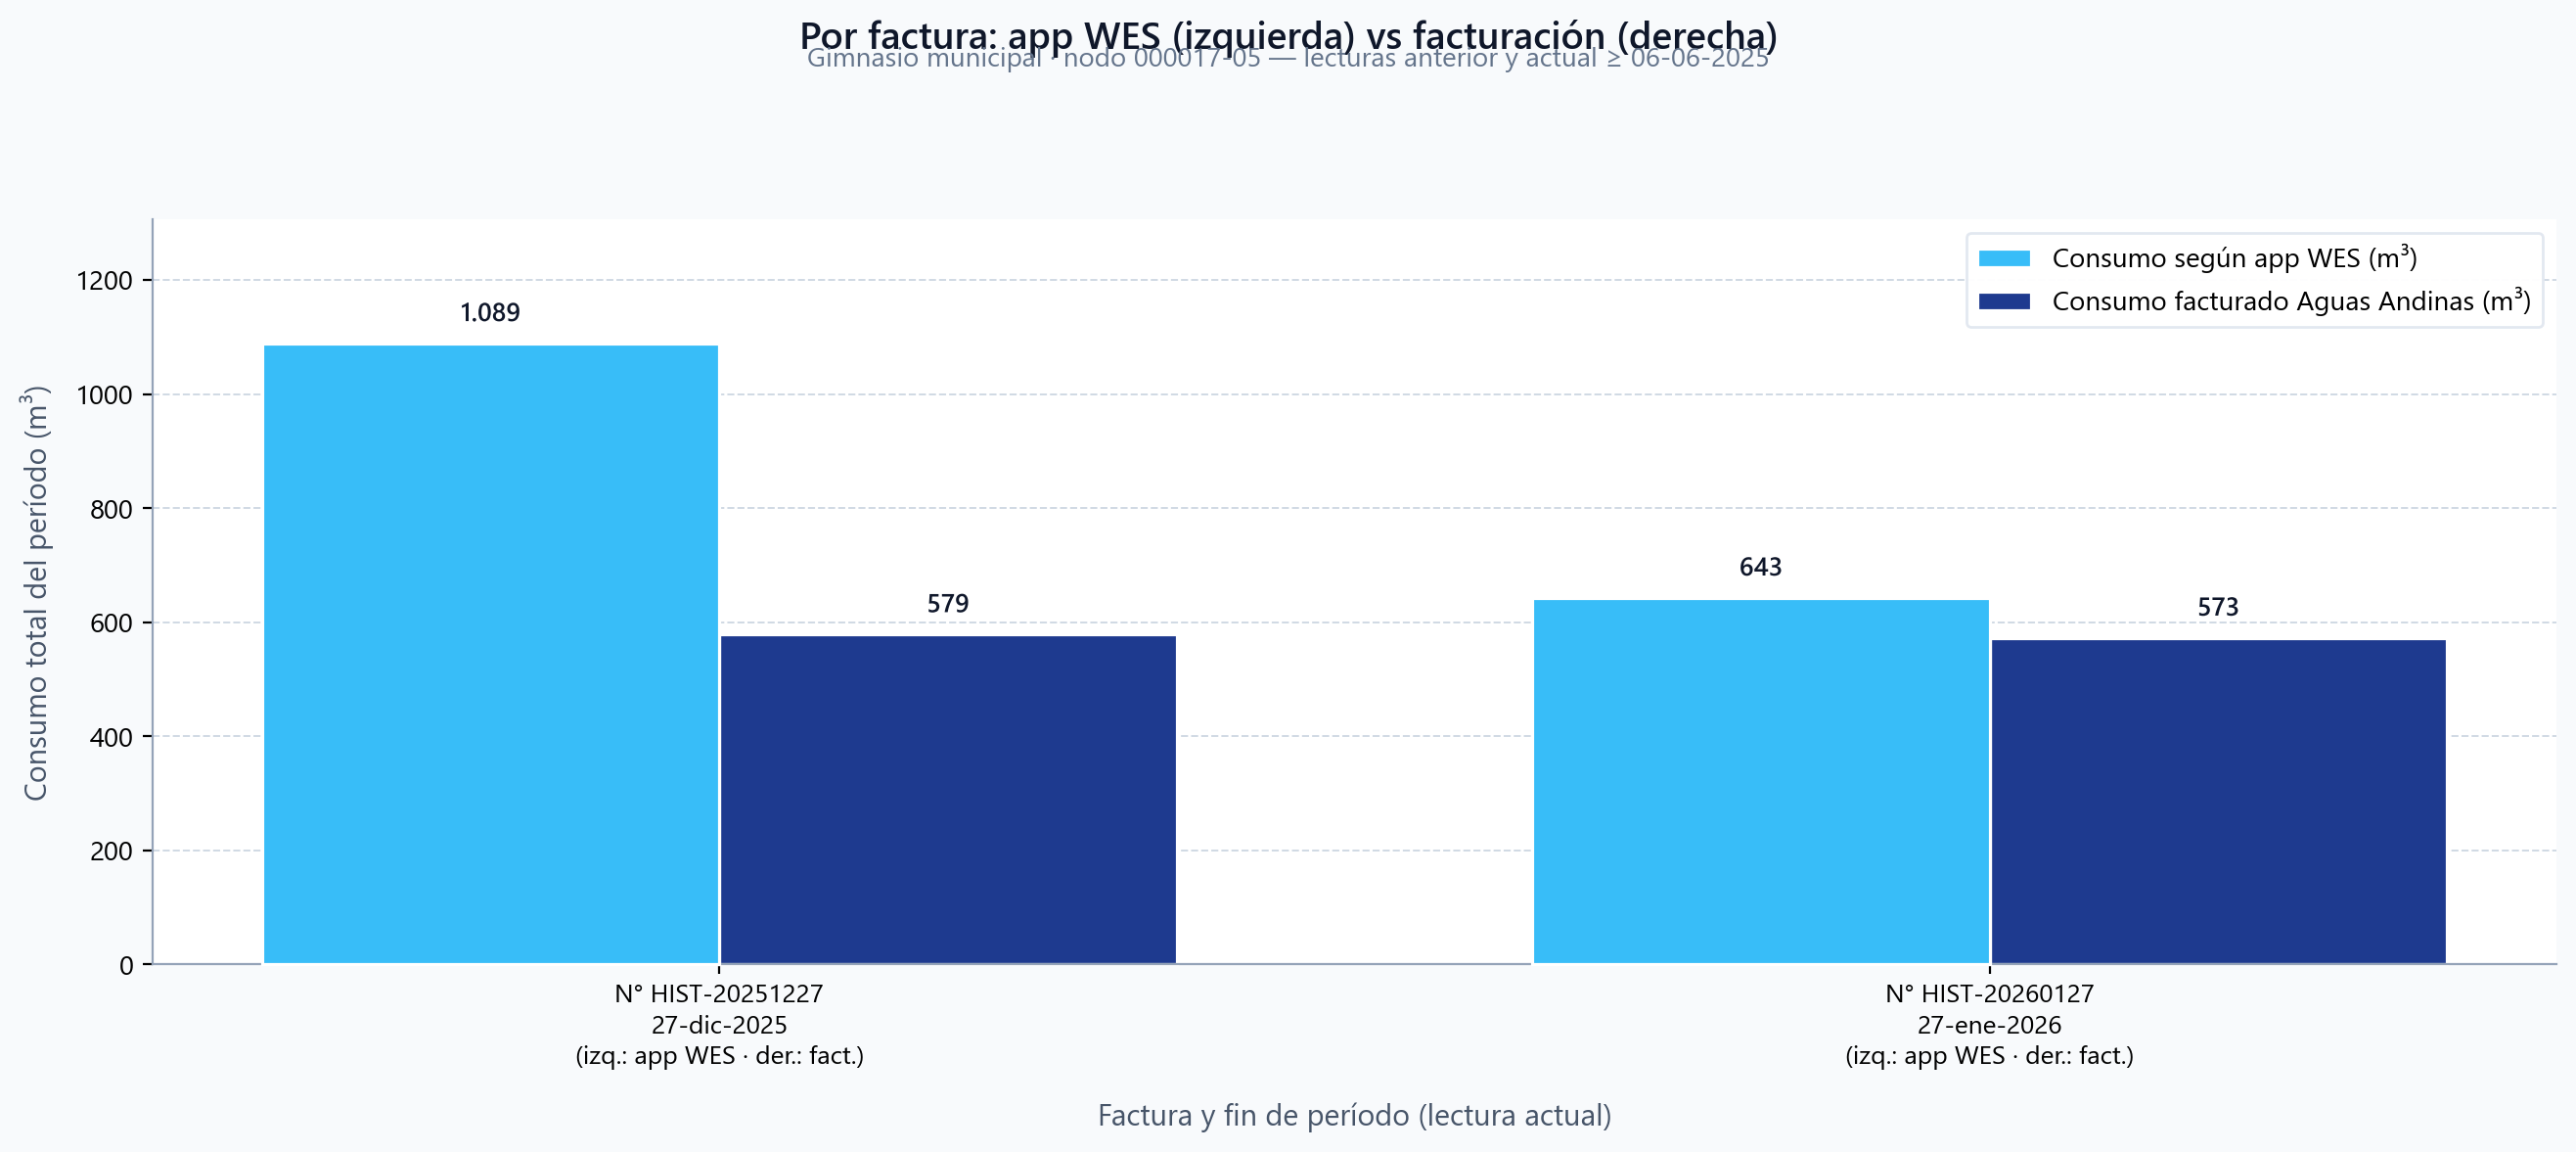 Por factura: app WES (izquierda) vs facturación (derecha)
Gimnasio municipal · nodo 000017-05 — lecturas anterior y actual ≥ 06-06-2025
Consumo según app WES (m³)
Consumo facturado Aguas Andinas (m³)
Consumo total del período (m³)
1200
1000
800
600
400
200
0
1.089
579
643
573
N° HIST-20251227
27-dic-2025
(izq.: app WES · der.: fact.)
N° HIST-20260127
27-ene-2026
(izq.: app WES · der.: fact.)
Factura y fin de período (lectura actual)